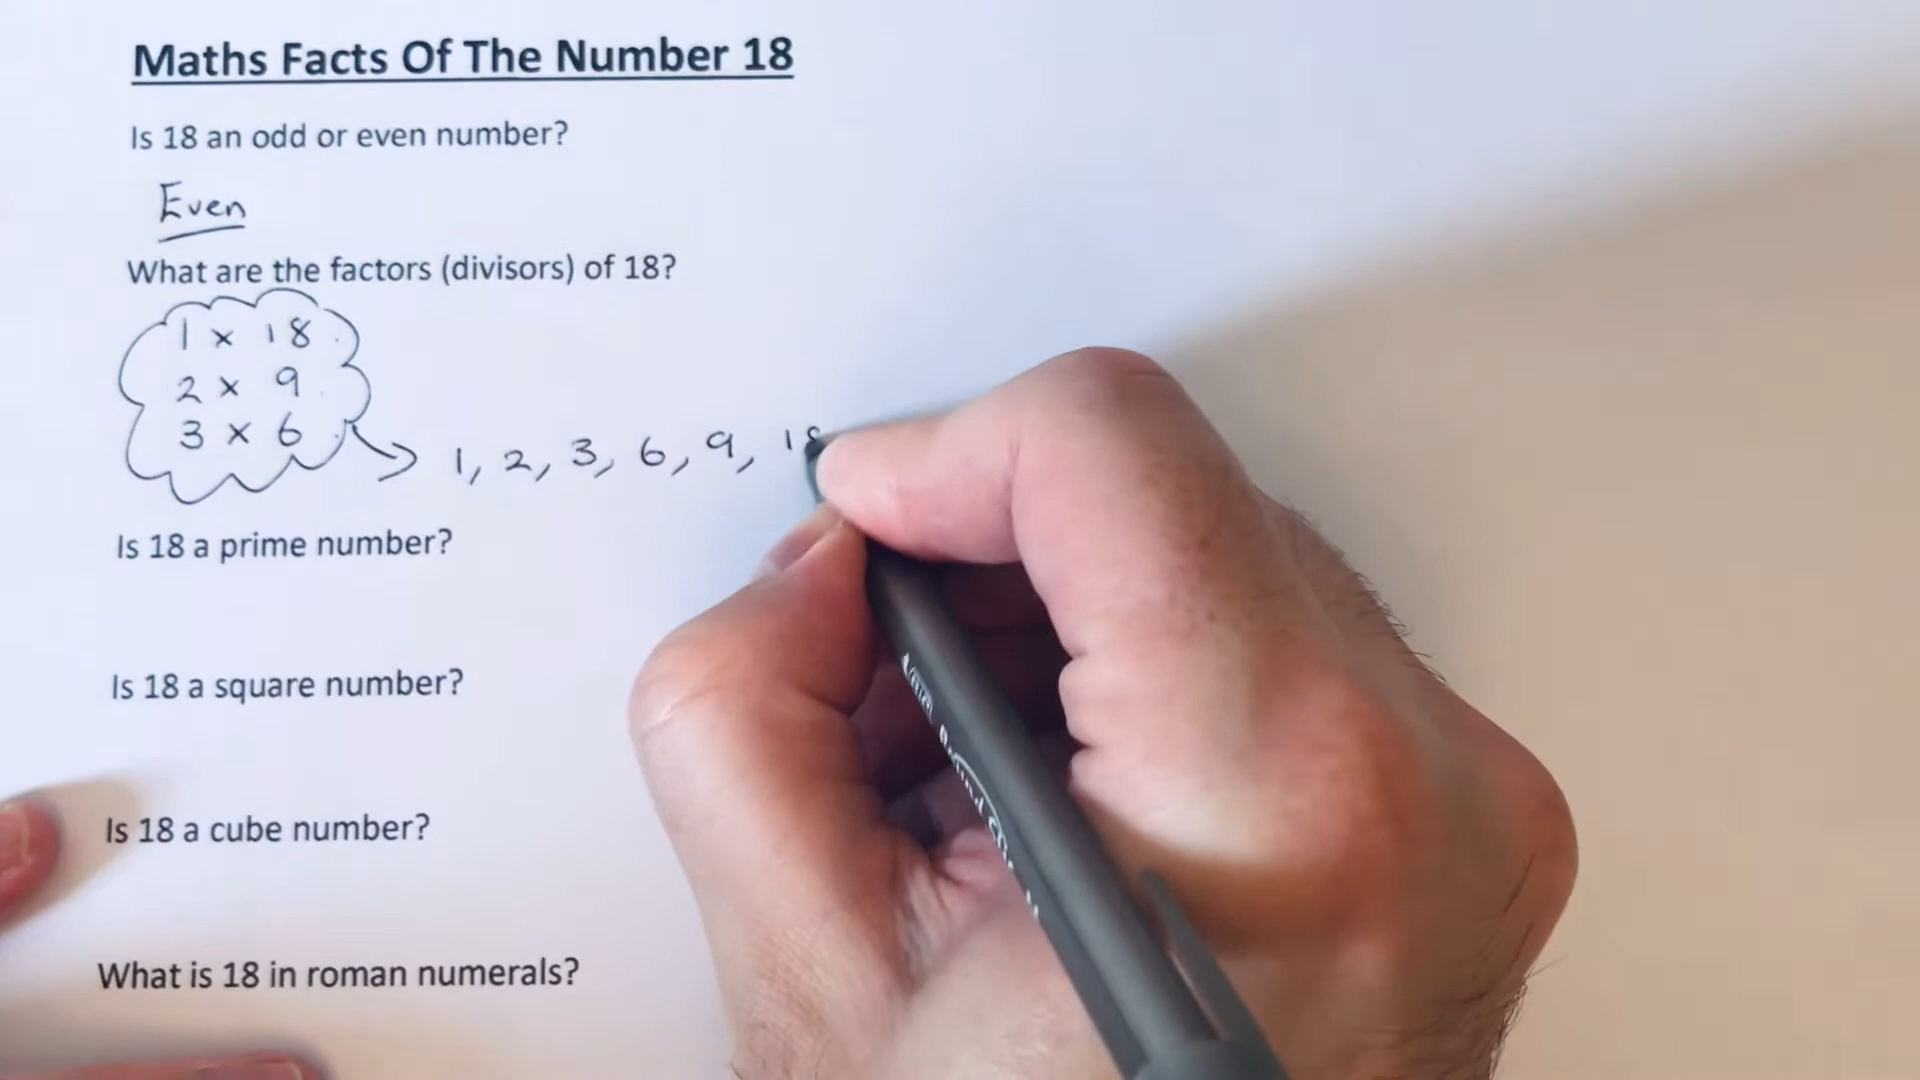 Maths Facts Of The Number 18
Is 18 an odd or even number?
Even
What are the factors (divisors) of 18?
1 x 18
2 x 9
3 x 6
1, 2, 3, 6, 9, 18
Is 18 a prime number?
Is 18 a square number?
Is 18 a cube number?
What is 18 in roman numerals?